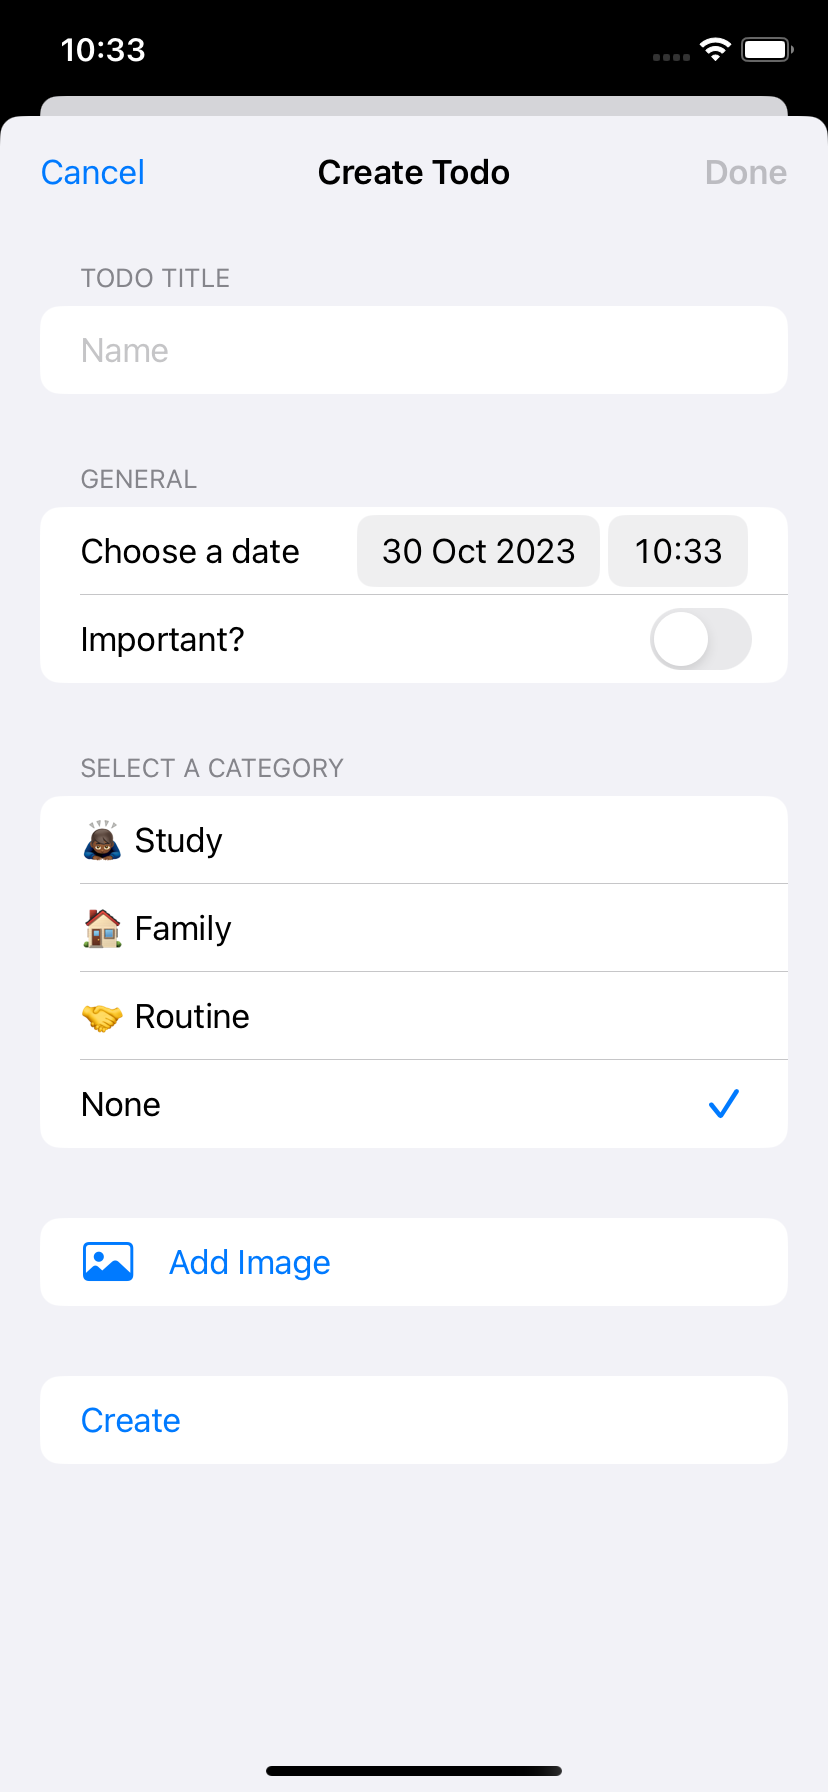 10:33
Cancel Create Todo Done
TODO TITLE
Name
GENERAL
Choose a date 30 Oct 2023 10:33
Important?
SELECT A CATEGORY
Study
Family
Routine
None
Add Image
Create